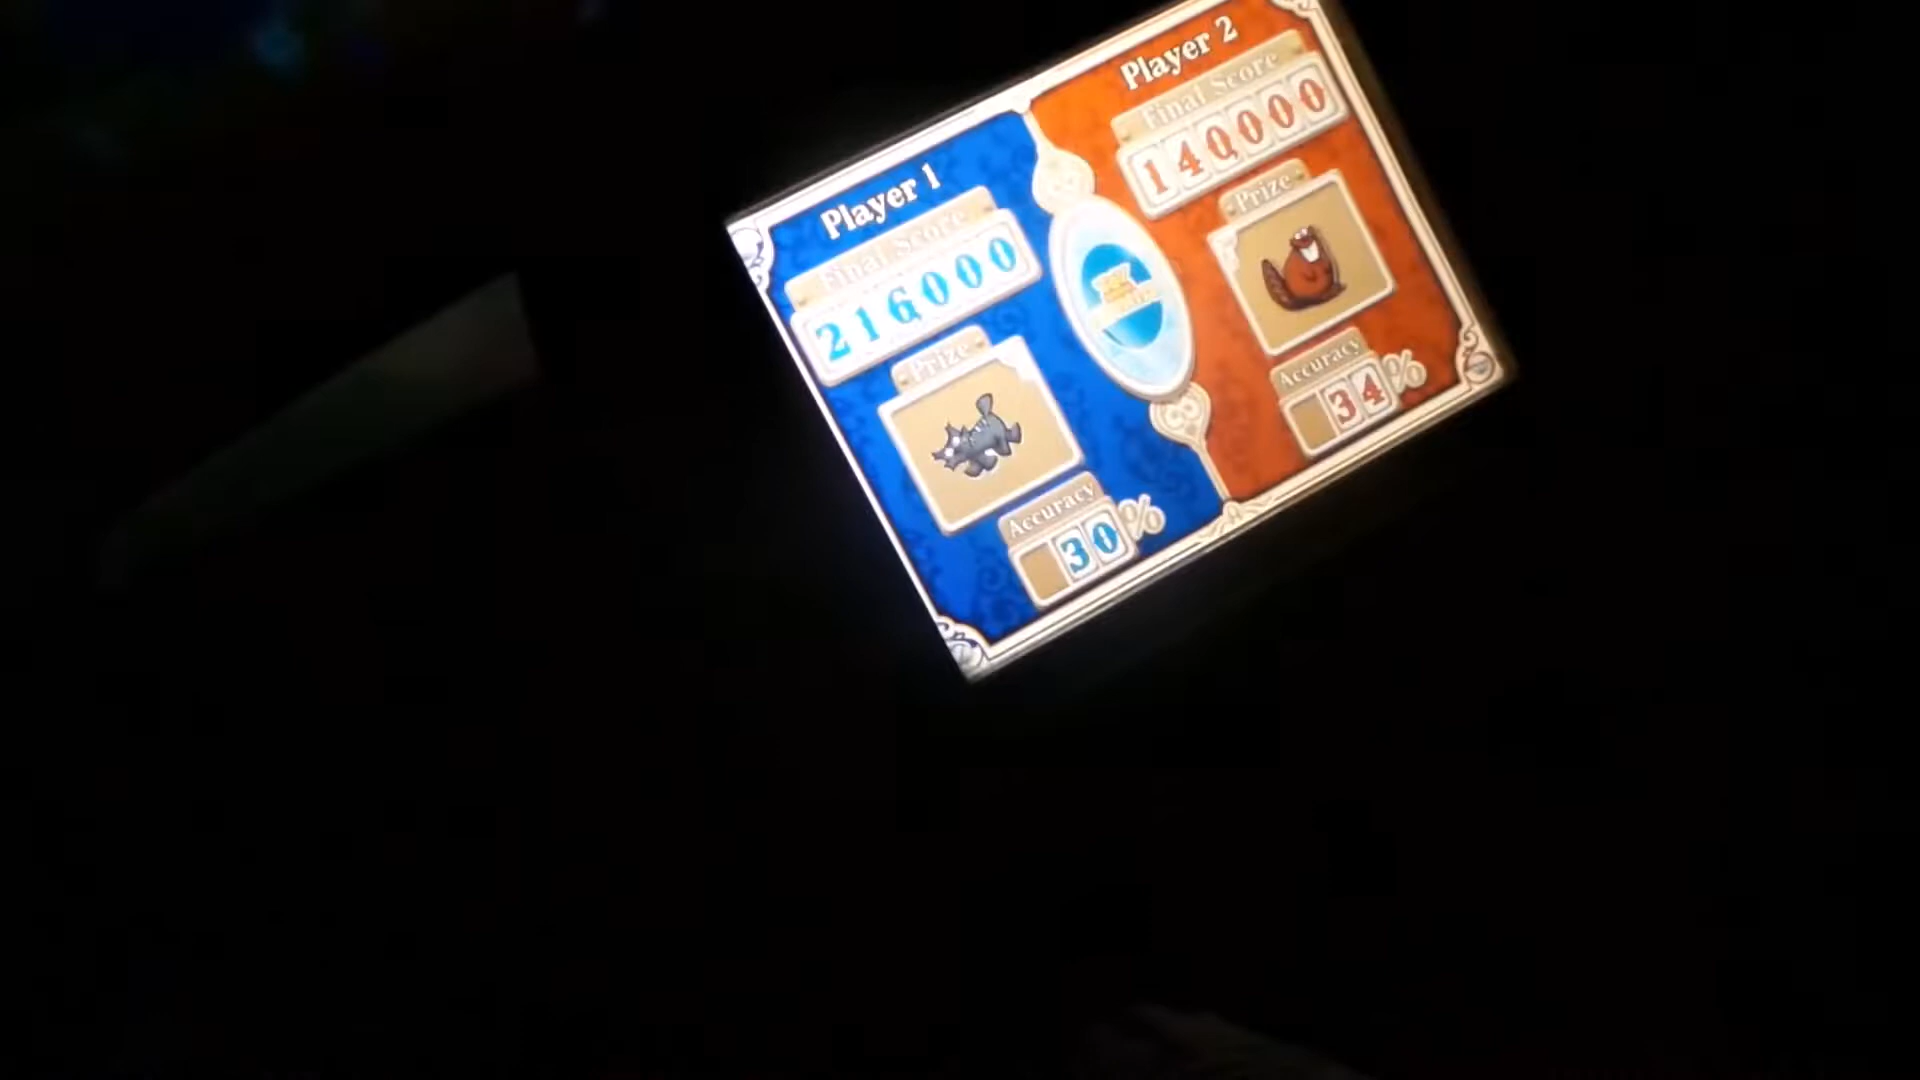 Player 1
Final Score
216000
Prize
Accuracy
30%
Player 2
Final Score
140000
Prize
Accuracy
34%